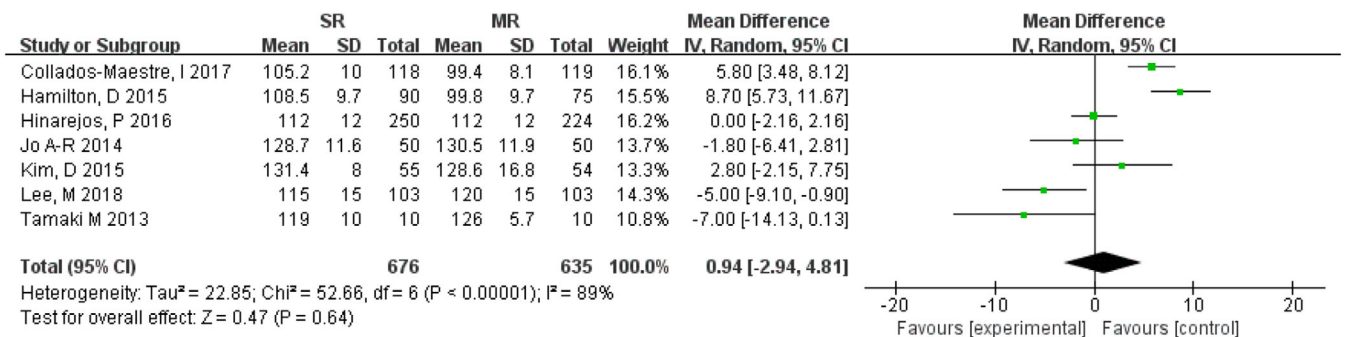 SR MR Mean Difference Mean Difference
Study or Subgroup Mean SD Total Mean SD Total Weight IV, Random, 95% CI IV, Random, 95% CI
Collados-Maestre, I 2017 105.2 10 118 99.4 8.1 119 16.1% 5.80 [3.48, 8.12]
Hamilton, D 2015 108.5 9.7 90 99.8 9.7 75 15.5% 8.70 [5.73, 11.67]
Hinarejos, P 2016 112 12 250 112 12 224 16.2% 0.00 [-2.16, 2.16]
Jo A-R 2014 128.7 11.6 50 130.5 11.9 50 13.7% -1.80 [-6.41, 2.81]
Kim, D 2015 131.4 8 55 128.6 16.8 54 13.3% 2.80 [-2.15, 7.75]
Lee, M 2018 115 15 103 120 15 103 14.3% -5.00 [-9.10, -0.90]
Tamaki M 2013 119 10 10 126 5.7 10 10.8% -7.00 [-14.13, 0.13]
Total (95% CI) 676 635 100.0% 0.94 [-2.94, 4.81]
Heterogeneity: Tau² = 22.85; Chi² = 52.66, df = 6 (P < 0.00001); I² = 89%
Test for overall effect: Z = 0.47 (P = 0.64)
-20 -10 0 10 20
Favours [experimental] Favours [control]